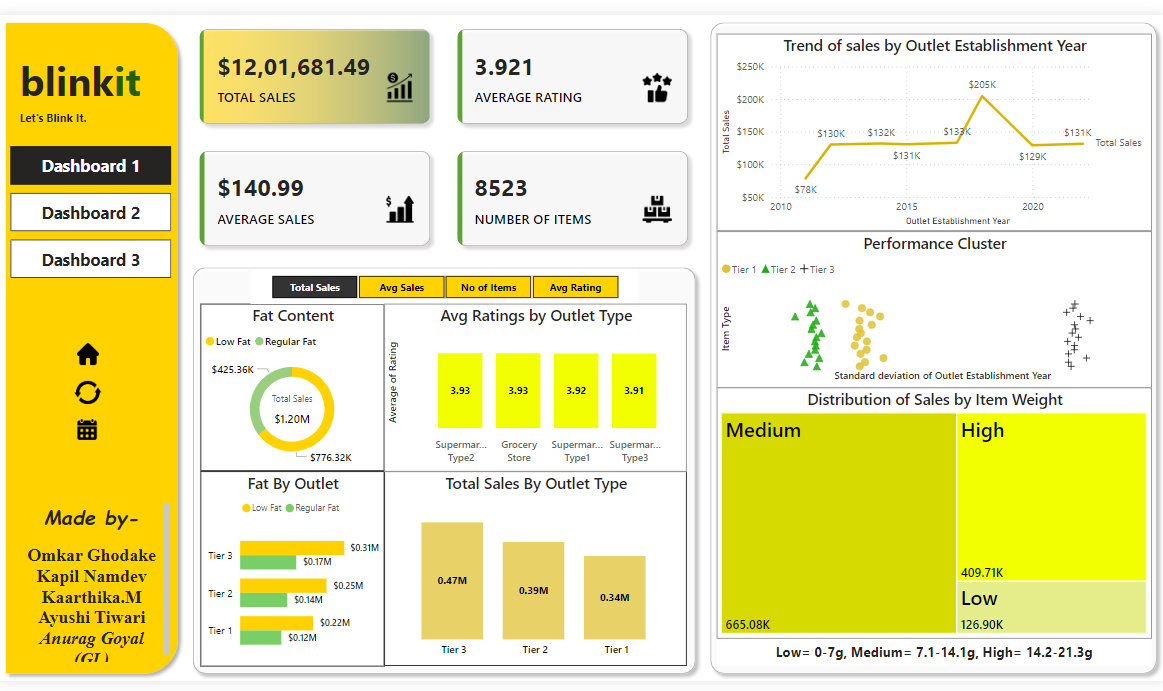 blinkit
Let's Blink It.
Dashboard 1
Dashboard 2
Dashboard 3
Made by-
Omkar Ghodake
Kapil Namdev
Kaarthika.M
Ayushi Tiwari
Anurag Goyal
(GL)
$12,01,681.49
TOTAL SALES
3.921
AVERAGE RATING
$140.99
AVERAGE SALES
8523
NUMBER OF ITEMS
Total Sales
Avg Sales
No of Items
Avg Rating
Fat Content
Low Fat Regular Fat
$425.36K
Total Sales
$1.20M
$776.32K
Avg Ratings by Outlet Type
Average of Rating
3.93
3.93
3.92
3.91
Supermar... Type2
Grocery Store
Supermar... Type1
Supermar... Type3
Fat By Outlet
Low Fat Regular Fat
Tier 3 $0.31M
$0.17M
Tier 2 $0.25M
$0.14M
Tier 1 $0.22M
$0.12M
Total Sales By Outlet Type
0.47M
0.39M
0.34M
Tier 3
Tier 2
Tier 1
Trend of sales by Outlet Establishment Year
Total Sales
$250K
$200K
$150K
$100K
$50K
$78K
$130K
$132K
$131K
$133K
$205K
$129K
$131K
Total Sales
2010
2015
2020
Outlet Establishment Year
Performance Cluster
Tier 1 Tier 2 Tier 3
Item Type
Standard deviation of Outlet Establishment Year
Distribution of Sales by Item Weight
Medium
665.08K
High
409.71K
Low
126.90K
Low= 0-7g, Medium= 7.1-14.1g, High= 14.2-21.3g